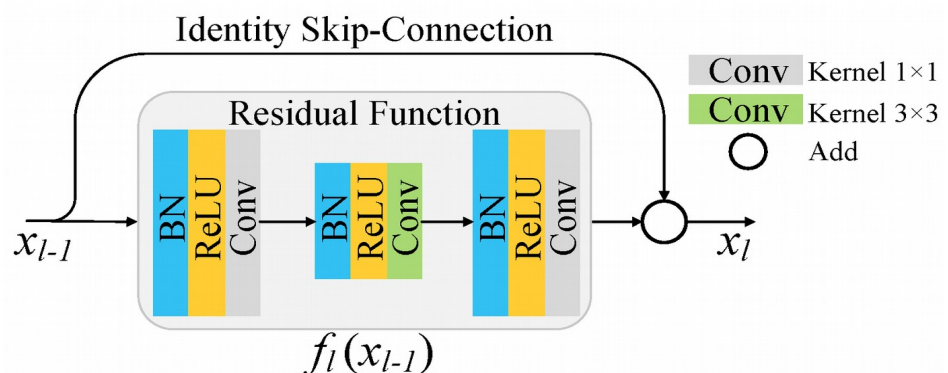 Identity Skip-Connection
Conv Kernel 1×1
Conv Kernel 3×3
Add
Residual Function
BN
ReLU
Conv
BN
ReLU
Conv
BN
ReLU
Conv
x_{l-1}
x_l
f_l(x_{l-1})